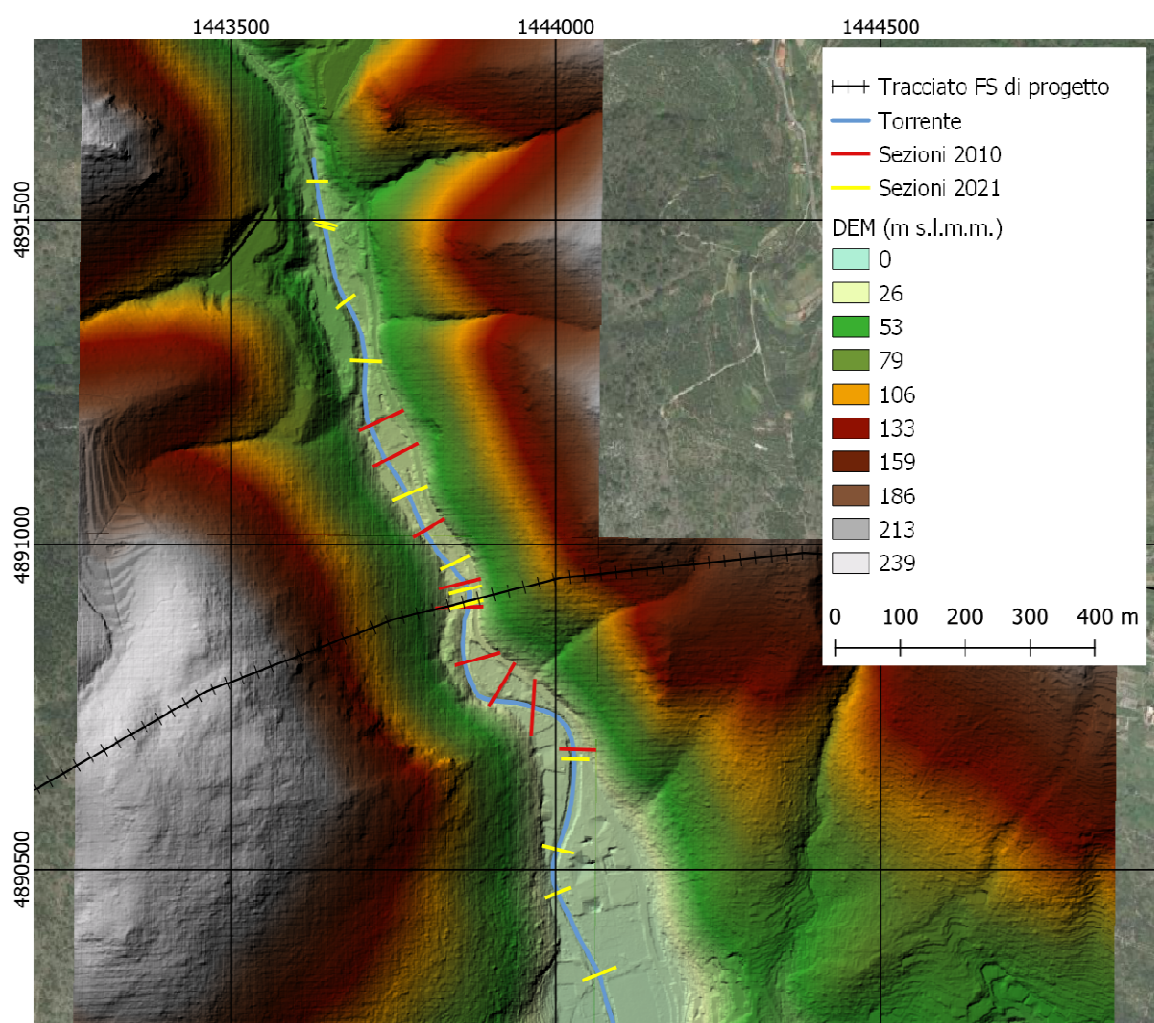 1443500 1444000 1444500
4891500
4891000
4890500
Tracciato FS di progetto
Torrente
Sezioni 2010
Sezioni 2021
DEM (m s.l.m.m.)
0
26
53
79
106
133
159
186
213
239
0 100 200 300 400 m